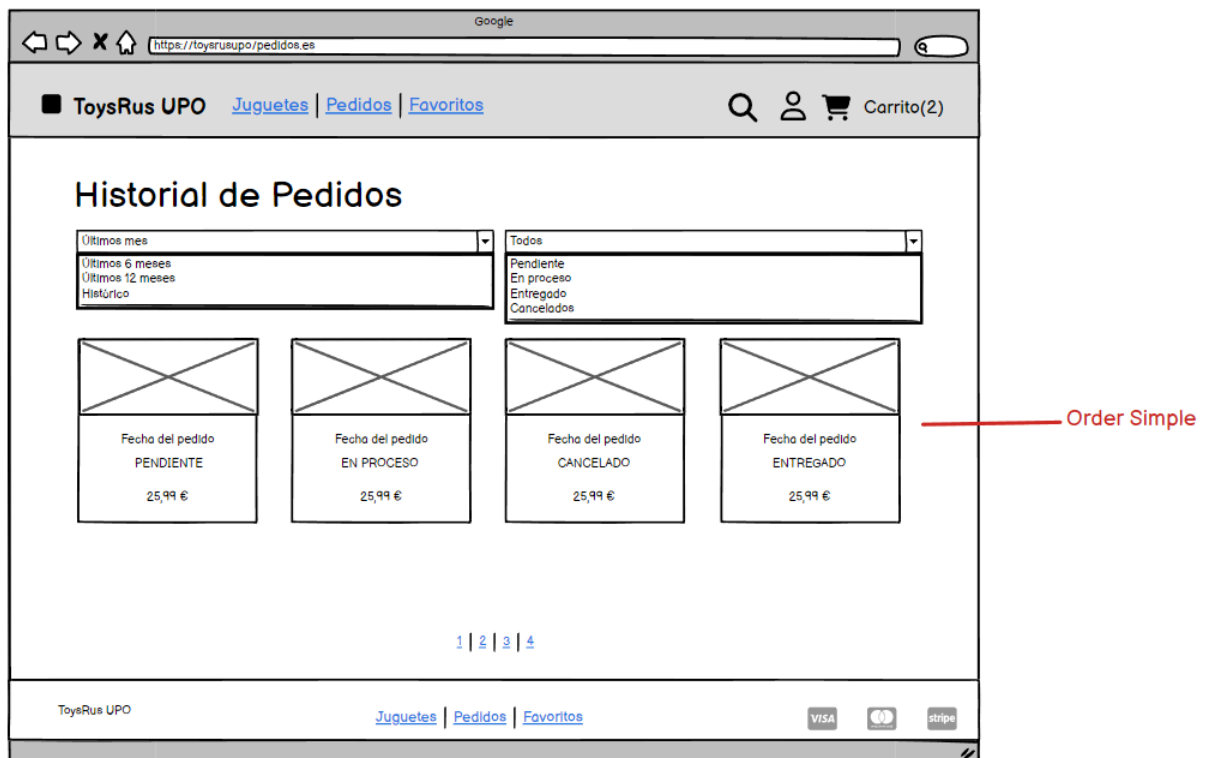 Google
https://toysrusupo/pedidos.es
ToysRus UPO Juguetes | Pedidos | Favoritos Carrito(2)
Historial de Pedidos
Últimos mes Todos
Últimos 6 meses Pendiente
Últimos 12 meses En proceso
Histórico Entregado
Cancelados
Fecha del pedido Fecha del pedido Fecha del pedido Fecha del pedido
PENDIENTE EN PROCESO CANCELADO ENTREGADO
25,99 € 25,99 € 25,99 € 25,99 €
Order Simple
1 | 2 | 3 | 4
ToysRus UPO Juguetes | Pedidos | Favoritos VISA stripe